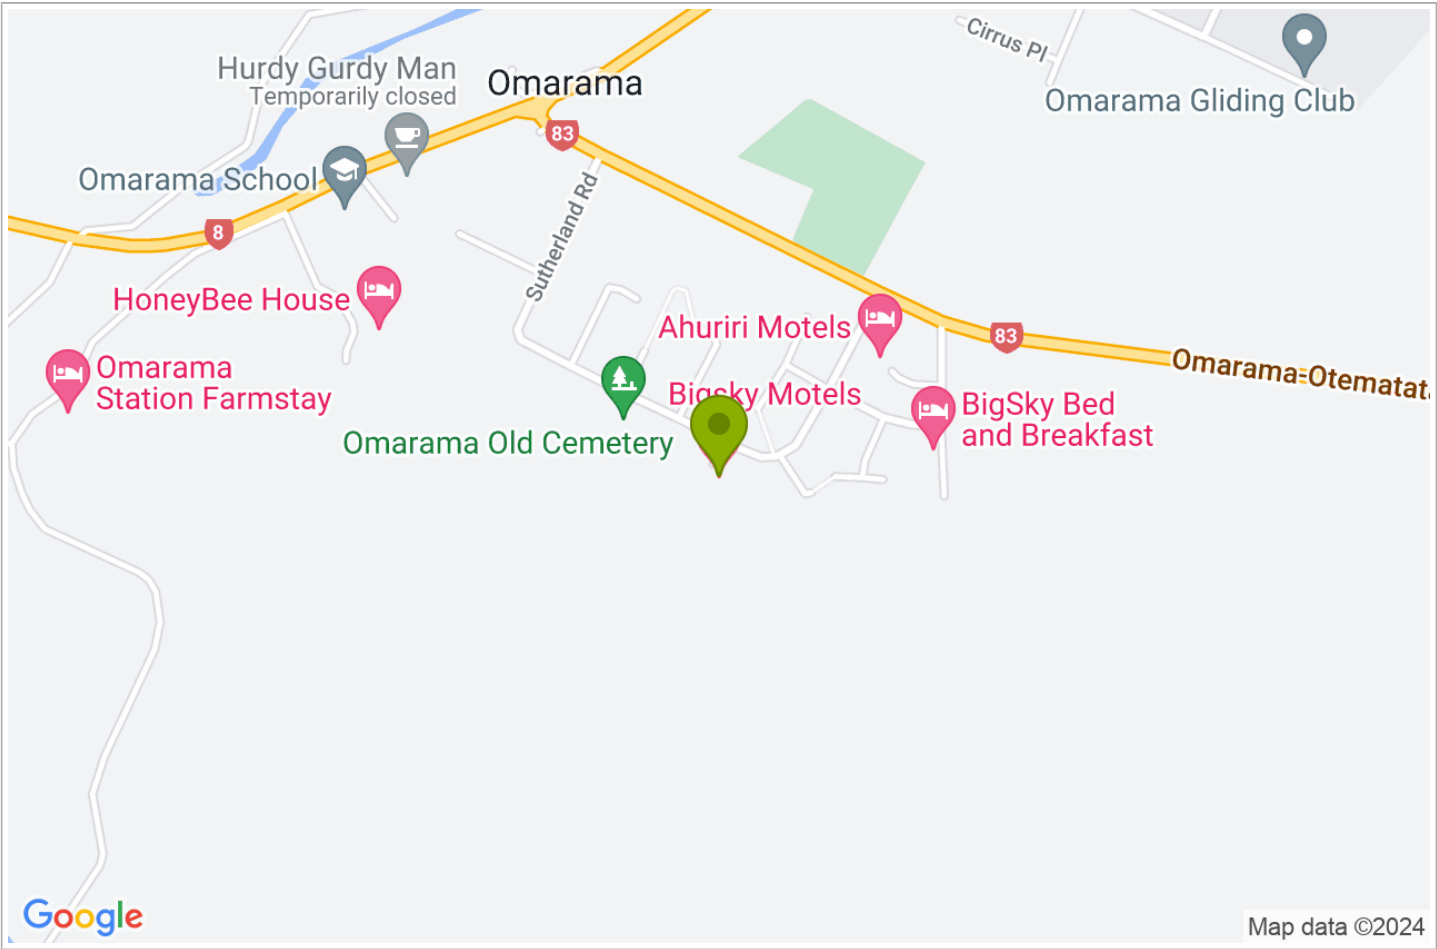 Cirrus Pl
Hurdy Gurdy Man
Temporarily closed
Omarama
Omarama Gliding Club
83
Omarama School
Sutherland Rd
8
HoneyBee House
Ahuriri Motels
83
Omarama-Otematata
Omarama
Station Farmstay
Bigsky Motels
BigSky Bed
and Breakfast
Omarama Old Cemetery
Google
Map data ©2024